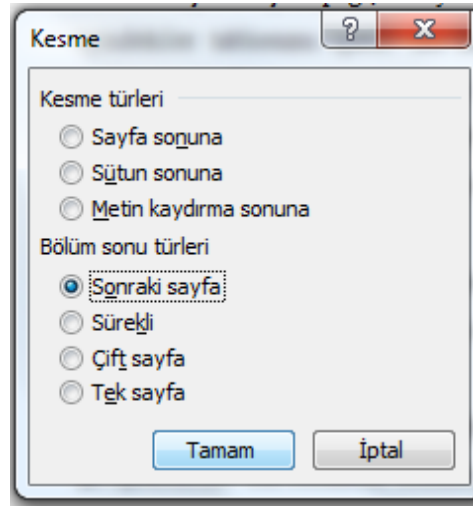 Kesme
Kesme türleri
Sayfa sonuna
Sütun sonuna
Metin kaydırma sonuna
Bölüm sonu türleri
Sonraki sayfa
Sürekli
Çift sayfa
Tek sayfa
Tamam
İptal